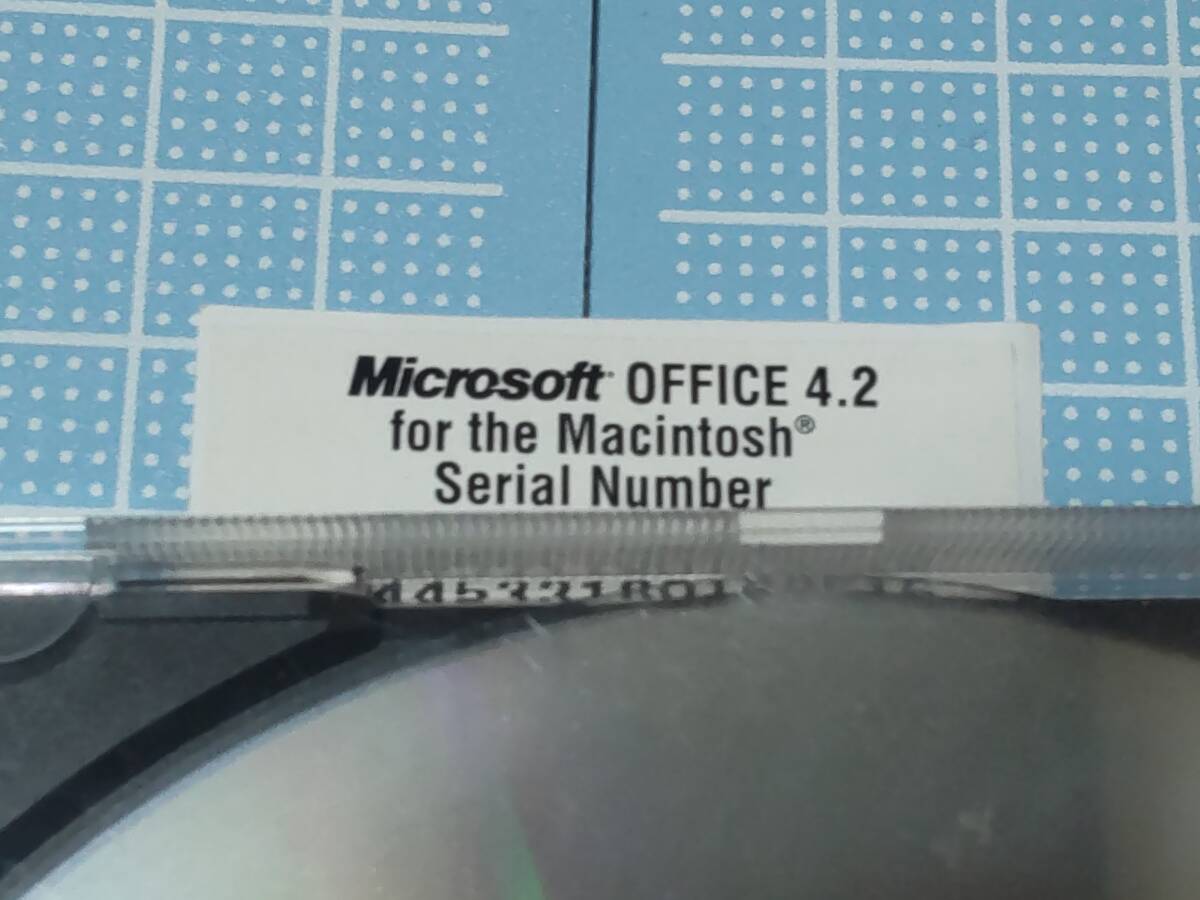 Microsoft OFFICE 4.2
for the Macintosh®
Serial Number